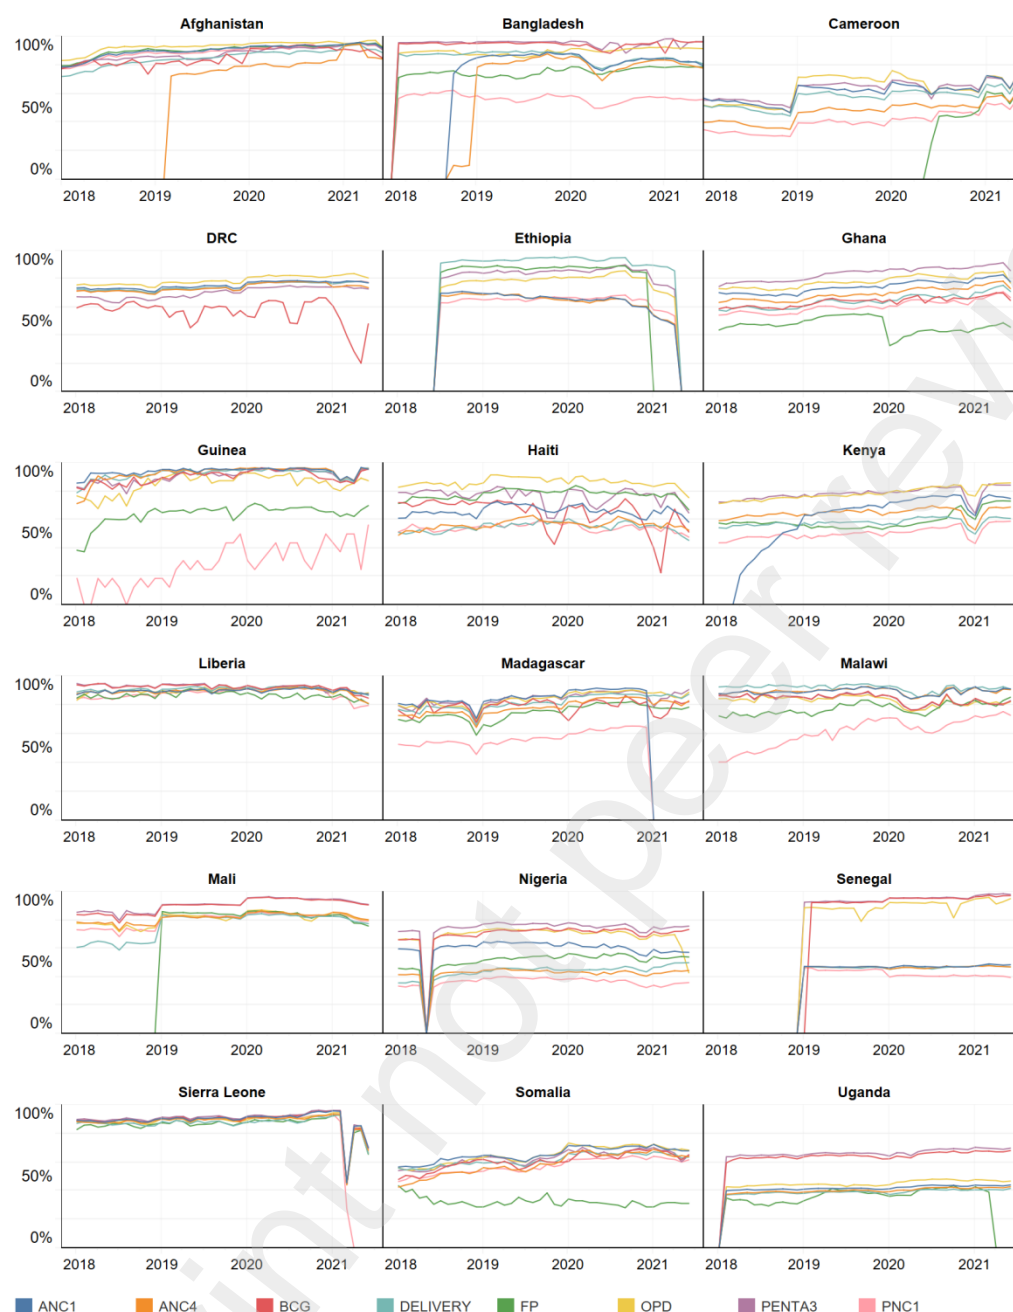 Afghanistan Bangladesh Cameroon
100%
50%
0%
2018 2019 2020 2021 2018 2019 2020 2021 2018 2019 2020 2021
DRC Ethiopia Ghana
100%
50%
0%
2018 2019 2020 2021 2018 2019 2020 2021 2018 2019 2020 2021
Guinea Haiti Kenya
100%
50%
0%
2018 2019 2020 2021 2018 2019 2020 2021 2018 2019 2020 2021
Liberia Madagascar Malawi
100%
50%
0%
2018 2019 2020 2021 2018 2019 2020 2021 2018 2019 2020 2021
Mali Nigeria Senegal
100%
50%
0%
2018 2019 2020 2021 2018 2019 2020 2021 2018 2019 2020 2021
Sierra Leone Somalia Uganda
100%
50%
0%
2018 2019 2020 2021 2018 2019 2020 2021 2018 2019 2020 2021
ANC1 ANC4 BCG DELIVERY FP OPD PENTA3 PNC1
int not peer revi